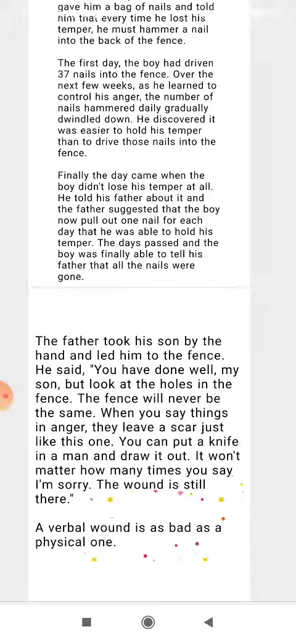 gave him a bag of nails and told
him that every time he lost his
temper, he must hammer a nail
into the back of the fence.
The first day, the boy had driven
37 nails into the fence. Over the
next few weeks, as he learned to
control his anger, the number of
nails hammered daily gradually
dwindled down. He discovered it
was easier to hold his temper
than to drive those nails into the
fence.
Finally the day came when the
boy didn't lose his temper at all.
He told his father about it and
the father suggested that the boy
now pull out one nail for each
day that he was able to hold his
temper. The days passed and the
boy was finally able to tell his
father that all the nails were
gone.
The father took his son by the
hand and led him to the fence.
He said, "You have done well, my
son, but look at the holes in the
fence. The fence will never be
the same. When you say things
in anger, they leave a scar just
like this one. You can put a knife
in a man and draw it out. It won't
matter how many times you say
I'm sorry. The wound is still
there."
A verbal wound is as bad as a
physical one.